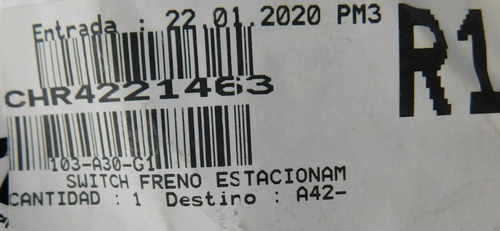 Entrada : 22.01.2020 PM3
R1
CHR4221463
103-A30-G1
SWITCH FRENO ESTACIONAM
CANTIDAD : 1 Destino : A42-